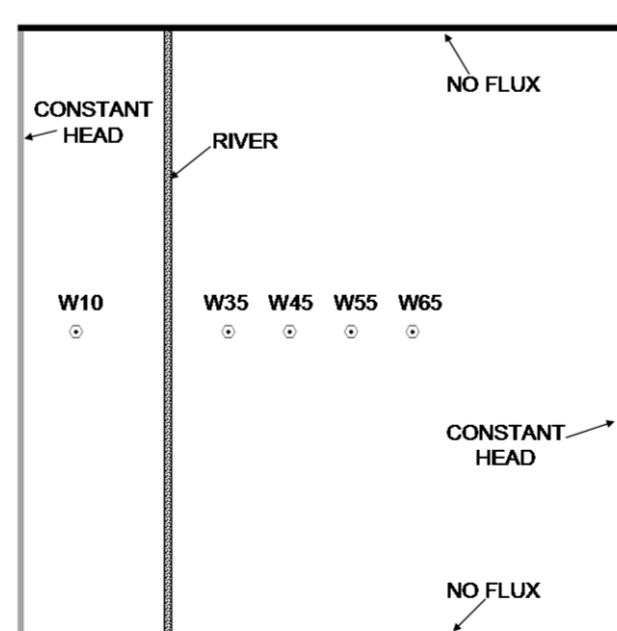 NO FLUX
CONSTANT
HEAD
RIVER
W10
W35 W45 W55 W65
CONSTANT
HEAD
NO FLUX